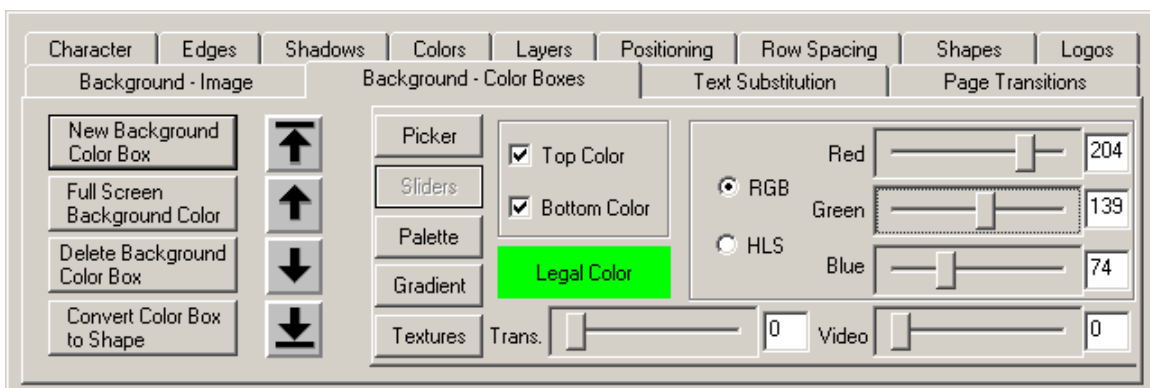 Character Edges Shadows Colors Layers Positioning Row Spacing Shapes Logos
Background - Image Background - Color Boxes Text Substitution Page Transitions
New Background
Color Box
Full Screen
Background Color
Delete Background
Color Box
Convert Color Box
to Shape
Picker
Sliders
Palette
Gradient
Textures
Top Color
Bottom Color
Legal Color
RGB
HLS
Red 204
Green 139
Blue 74
Trans. 0
Video 0